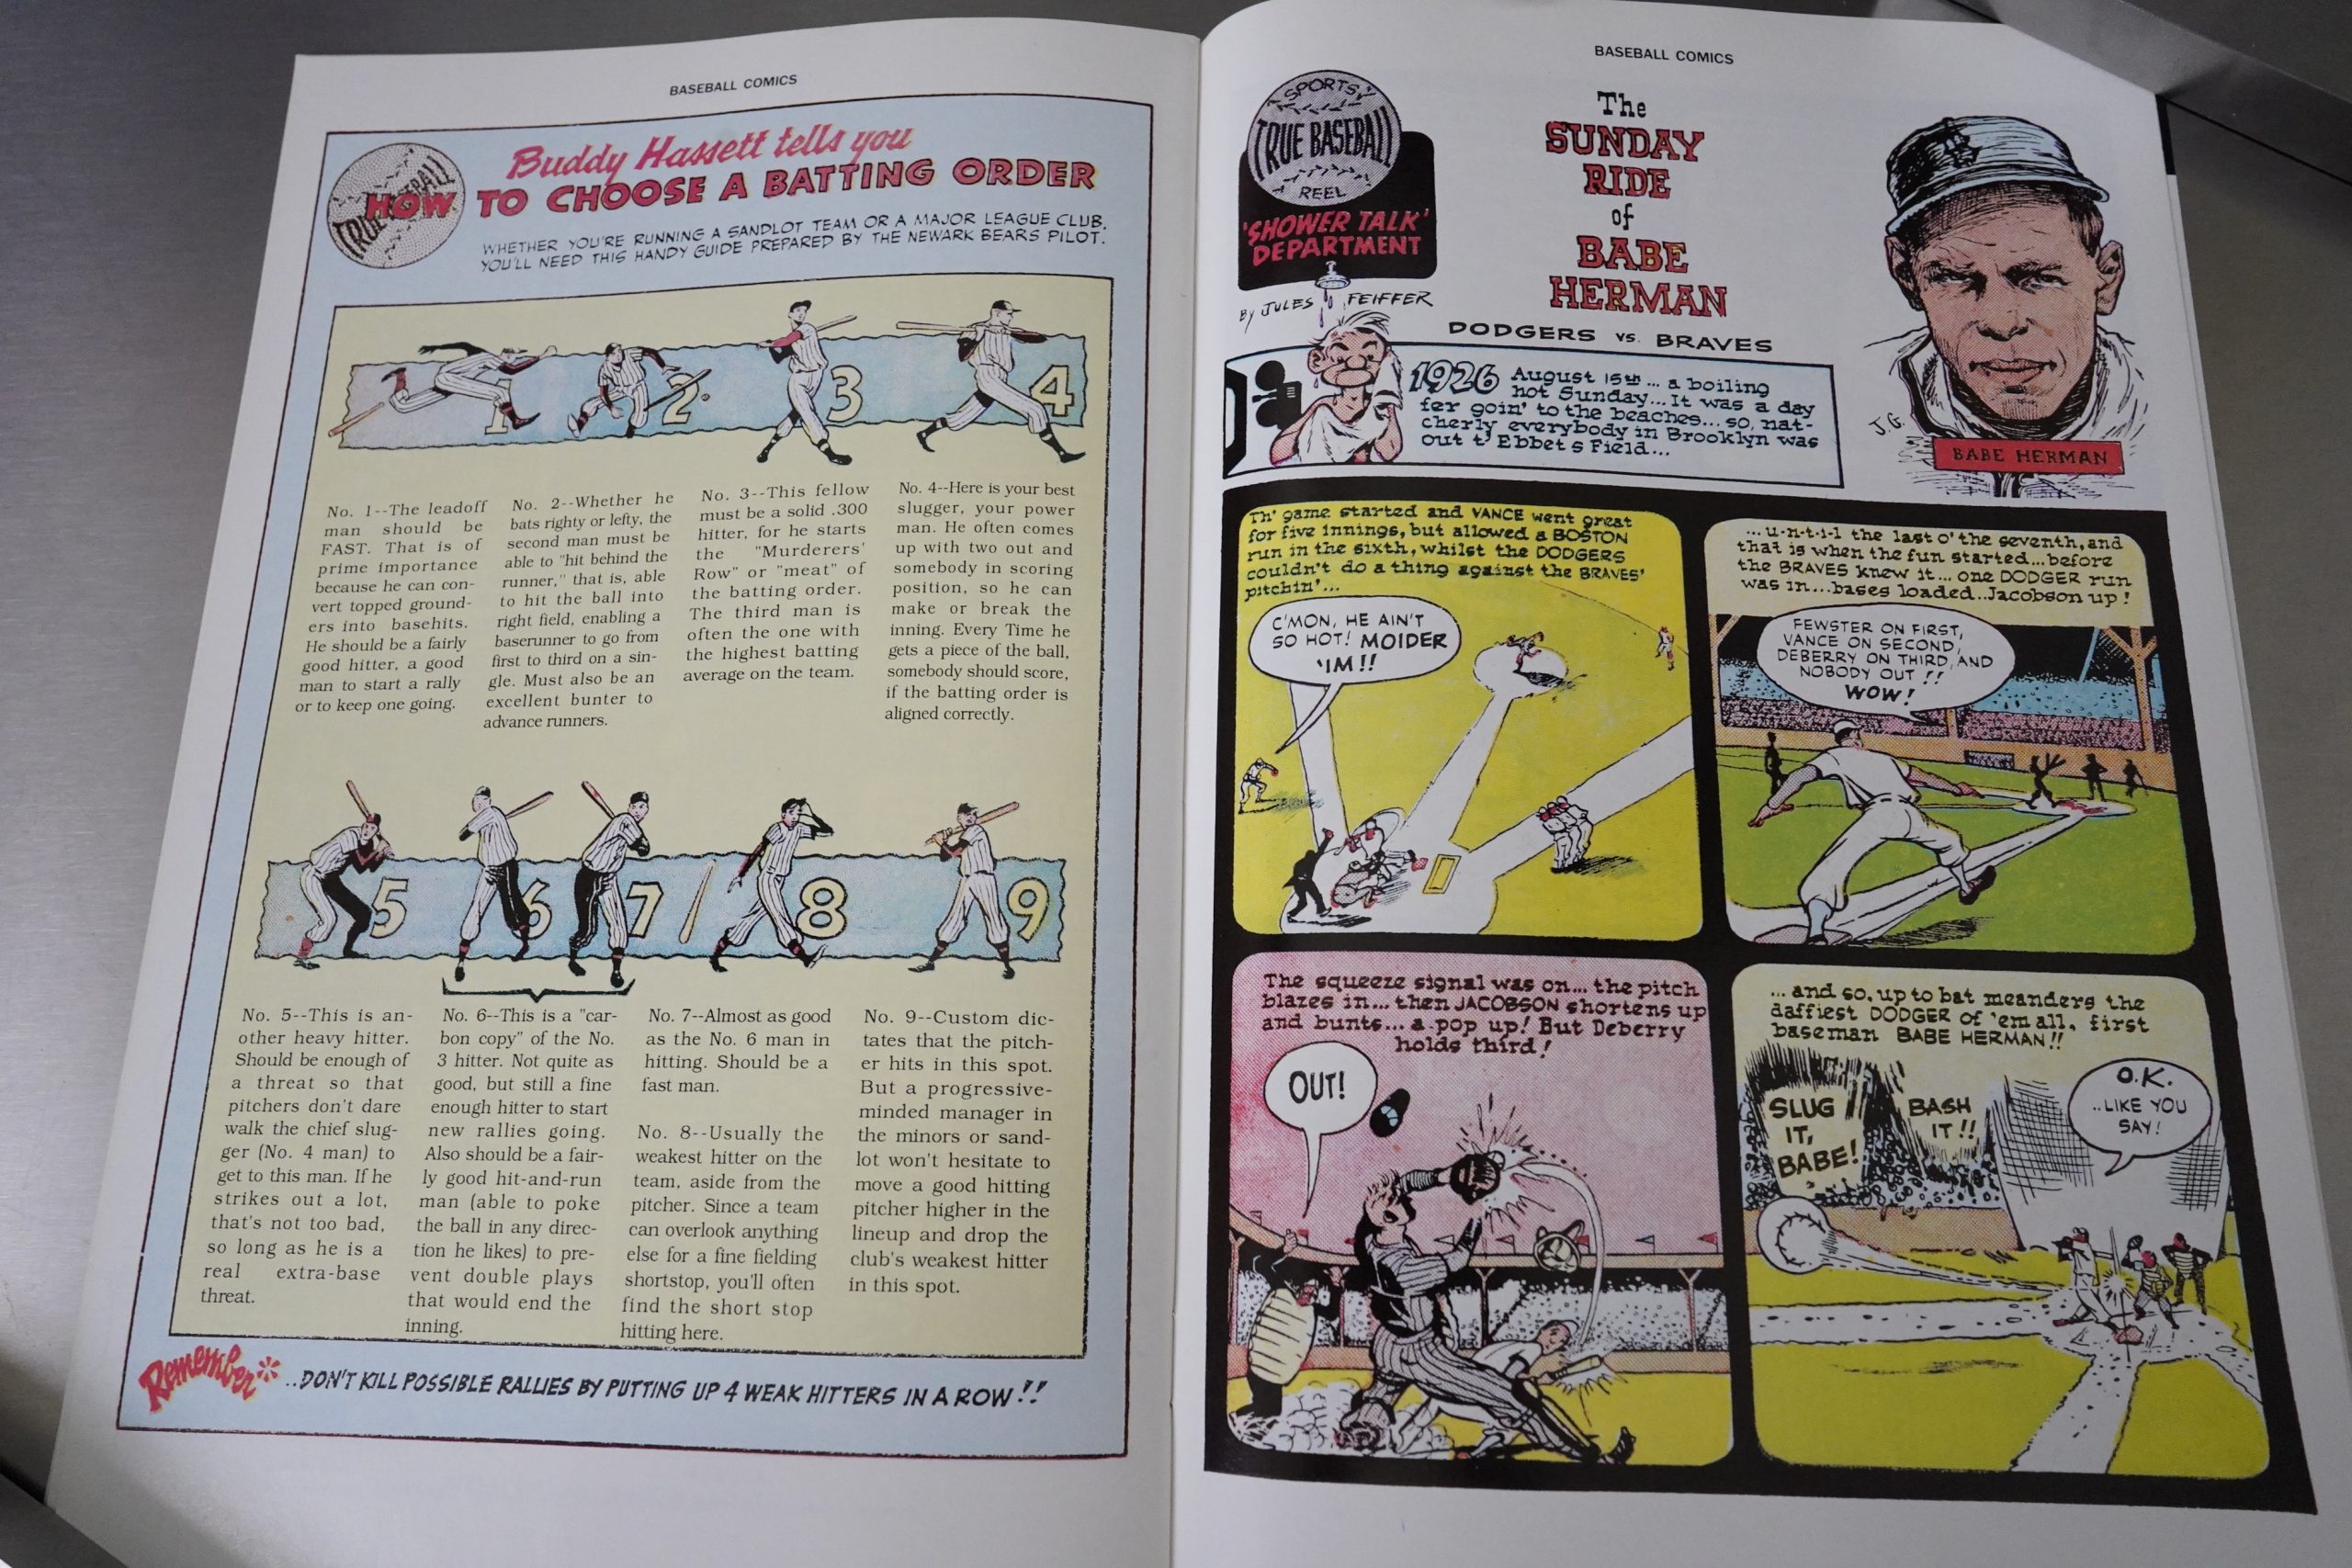 BASEBALL COMICS
Buddy Hassett tells you
HOW TO CHOOSE A BATTING ORDER
WHETHER YOU'RE RUNNING A SANDLOT TEAM OR A MAJOR LEAGUE CLUB,
YOU'LL NEED THIS HANDY GUIDE PREPARED BY THE NEWARK BEARS PILOT.
1
2
3
4
No. 1--The leadoff
man should be
FAST. That is of
prime importance
because he can con-
vert topped ground-
ers into basehits.
He should be a fairly
good hitter, a good
man to start a rally
or to keep one going.
No. 2--Whether he
bats righty or lefty, the
second man must be
able to "hit behind the
runner," that is, able
to hit the ball into
right field, enabling a
baserunner to go from
first to third on a sin-
gle. Must also be an
excellent bunter to
advance runners.
No. 3--This fellow
must be a solid .300
hitter, for he starts
the "Murderers'
Row" or "meat" of
the batting order.
The third man is
often the one with
the highest batting
average on the team.
No. 4--Here is your best
slugger, your power
man. He often comes
up with two out and
somebody in scoring
position, so he can
make or break the
inning. Every Time he
gets a piece of the ball,
somebody should score,
if the batting order is
aligned correctly.
5
6
7
8
9
No. 5--This is an-
other heavy hitter.
Should be enough of
a threat so that
pitchers don't dare
walk the chief slug-
ger (No. 4 man) to
get to this man. If he
strikes out a lot,
that's not too bad,
so long as he is a
real extra-base
threat.
No. 6--This is a "car-
bon copy" of the No.
3 hitter. Not quite as
good, but still a fine
enough hitter to start
new rallies going.
Also should be a fair-
ly good hit-and-run
man (able to poke
the ball in any direc-
tion he likes) to pre-
vent double plays
that would end the
inning.
No. 7--Almost as good
as the No. 6 man in
hitting. Should be a
fast man.
No. 8--Usually the
weakest hitter on the
team, aside from the
pitcher. Since a team
can overlook anything
else for a fine fielding
shortstop, you'll often
find the short stop
hitting here.
No. 9--Custom dic-
tates that the pitch-
er hits in this spot.
But a progressive-
minded manager in
the minors or sand-
lot won't hesitate to
move a good hitting
pitcher higher in the
lineup and drop the
club's weakest hitter
in this spot.
Remember
..DON'T KILL POSSIBLE RALLIES BY PUTTING UP 4 WEAK HITTERS IN A ROW!!
BASEBALL COMICS
SPORTS
TRUE BASEBALL
REEL
'SHOWER TALK'
DEPARTMENT
BY JULES FEIFFER
The
SUNDAY
RIDE
of
BABE
HERMAN
DODGERS VS. BRAVES
1926 August 15th... a boiling
hot Sunday... It was a day
fer goin' to the beaches... so, nat-
cherly everybody in Brooklyn was
out t' Ebbets Field...
J.G.
BABE HERMAN
Th' game started and VANCE went great
for five innings, but allowed a BOSTON
run in the sixth, whilst the DODGERS
couldn't do a thing against the BRAVES'
pitchin'...
C'MON, HE AIN'T
SO HOT! MOIDER
'IM!!
...u-n-t-i-l the last o' the seventh, and
that is when the fun started... before
the BRAVES knew it... one DODGER run
was in... bases loaded.. Jacobson up!
FEWSTER ON FIRST,
VANCE ON SECOND,
DEBERRY ON THIRD, AND
NOBODY OUT!!
WOW!
The squeeze signal was on... the pitch
blazes in... then JACOBSON shortens up
and bunts... a pop up! But Deberry
holds third!
OUT!
... and so, up to bat meanders the
daffiest DODGER of 'em all, first
baseman BABE HERMAN!!
SLUG
IT,
BABE!
BASH
IT!!
O.K.
..LIKE YOU
SAY!